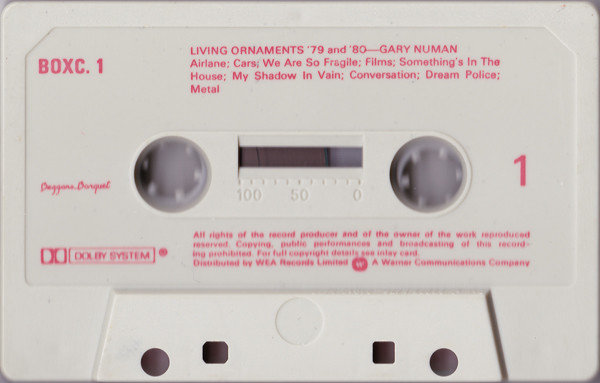 LIVING ORNAMENTS '79 and '80—GARY NUMAN
BOXC. 1
Airlane; Cars; We Are So Fragile; Films; Something's In The
House; My Shadow In Vain; Conversation; Dream Police;
Metal
1
100 50 0
Beggars Banquet
All rights of the record producer and of the owner of the work reproduced
reserved. Copying, public performances and broadcasting of this record-
ing prohibited. For full copyright details see inlay card.
DOLBY SYSTEM ®
Distributed by WEA Records Limited W A Warner Communications Company